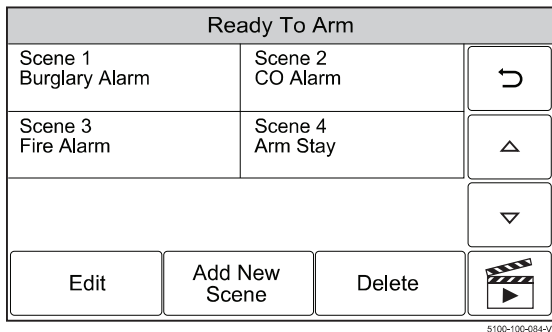 Ready To Arm
Scene 1
Burglary Alarm
Scene 2
CO Alarm
Scene 3
Fire Alarm
Scene 4
Arm Stay
Edit
Add New
Scene
Delete
5100-100-084-V